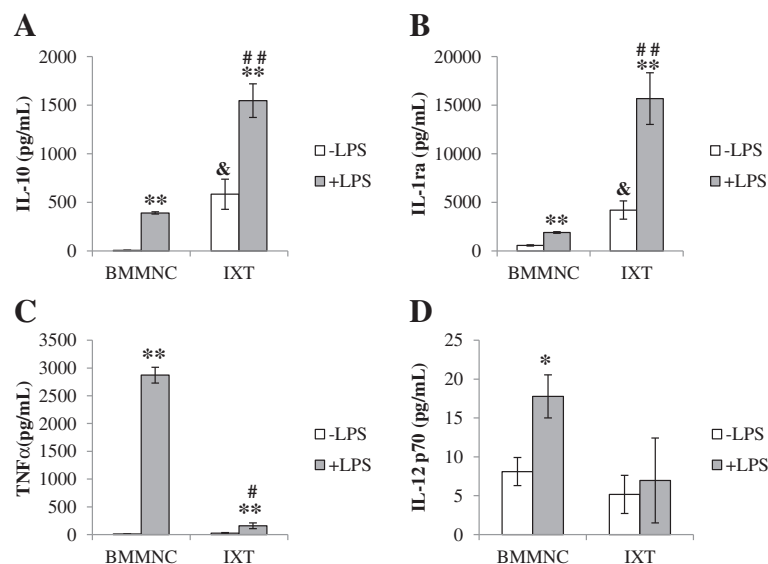 A
IL-10 (pg/mL)
2000
1500
1000
500
0
**
&
##
**
BMMNC
IXT
-LPS
+LPS
B
IL-1ra (pg/mL)
20000
15000
10000
5000
0
**
&
##
**
BMMNC
IXT
-LPS
+LPS
C
TNFα(pg/mL)
3500
3000
2500
2000
1500
1000
500
0
**
#
**
BMMNC
IXT
-LPS
+LPS
D
IL-12 p70 (pg/mL)
25
20
15
10
5
0
*
BMMNC
IXT
-LPS
+LPS